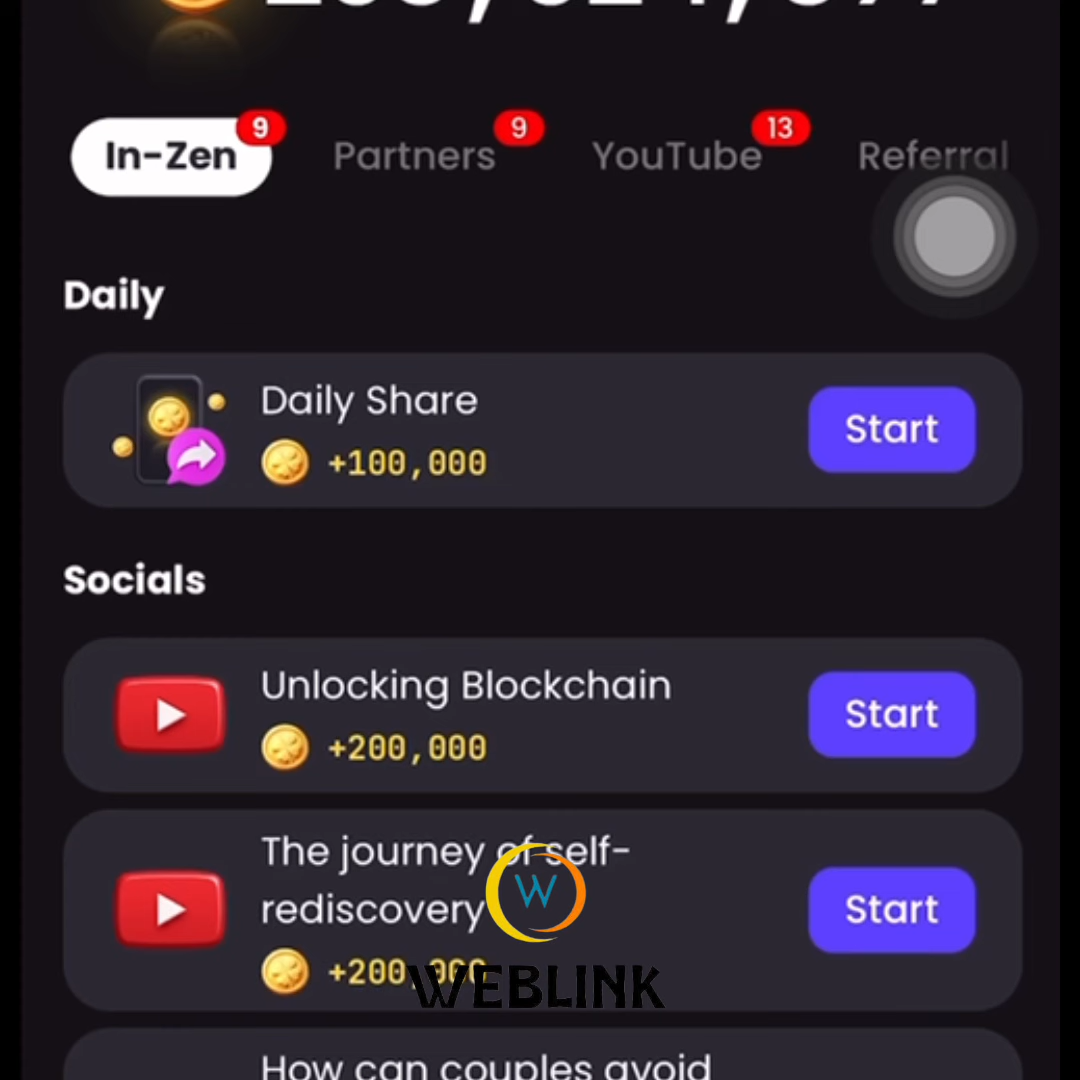 9
9
13
In-Zen
Partners
YouTube
Referral
Daily
Daily Share
+100,000
Start
Socials
Unlocking Blockchain
+200,000
Start
The journey of self-
rediscovery
W
+200,000
Start
WEBLINK
How can couples avoid